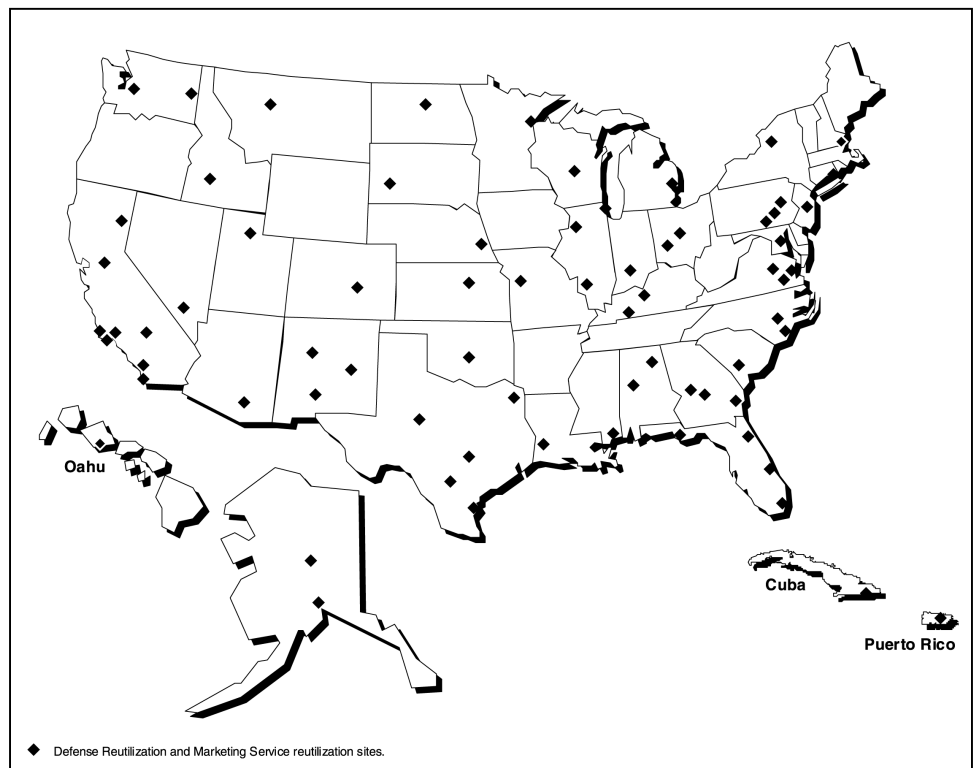 Oahu
Cuba
Puerto Rico
Defense Reutilization and Marketing Service reutilization sites.